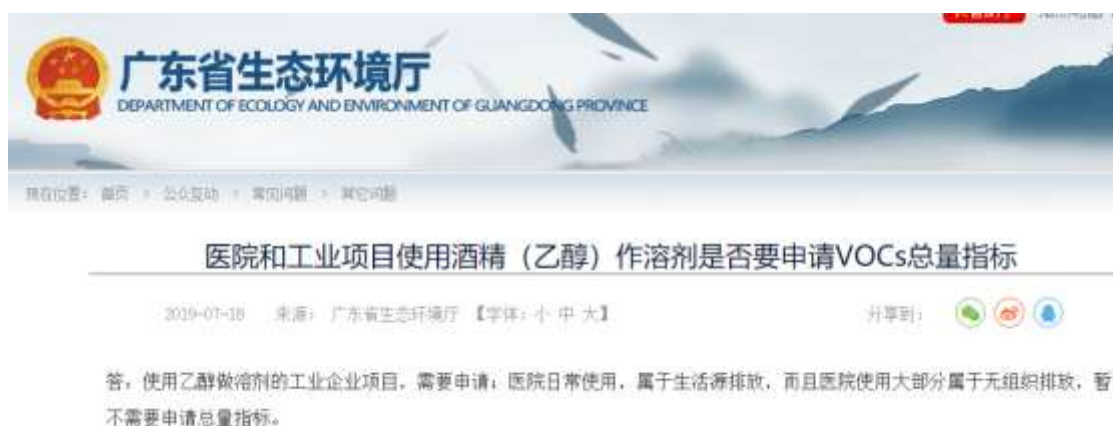 广东省生态环境厅
DEPARTMENT OF ECOLOGY AND ENVIRONMENT OF GUANGDONG PROVINCE
现在位置: 首页 > 公众互动 > 常见问题 > 其它问题
医院和工业项目使用酒精（乙醇）作溶剂是否要申请VOCs总量指标
2019-07-18 来源: 广东省生态环境厅 【字体: 小 中 大】 分享到:
答：使用乙醇做溶剂的工业企业项目，需要申请；医院日常使用，属于生活源排放，而且医院使用大部分属于无组织排放，暂
不需要申请总量指标。